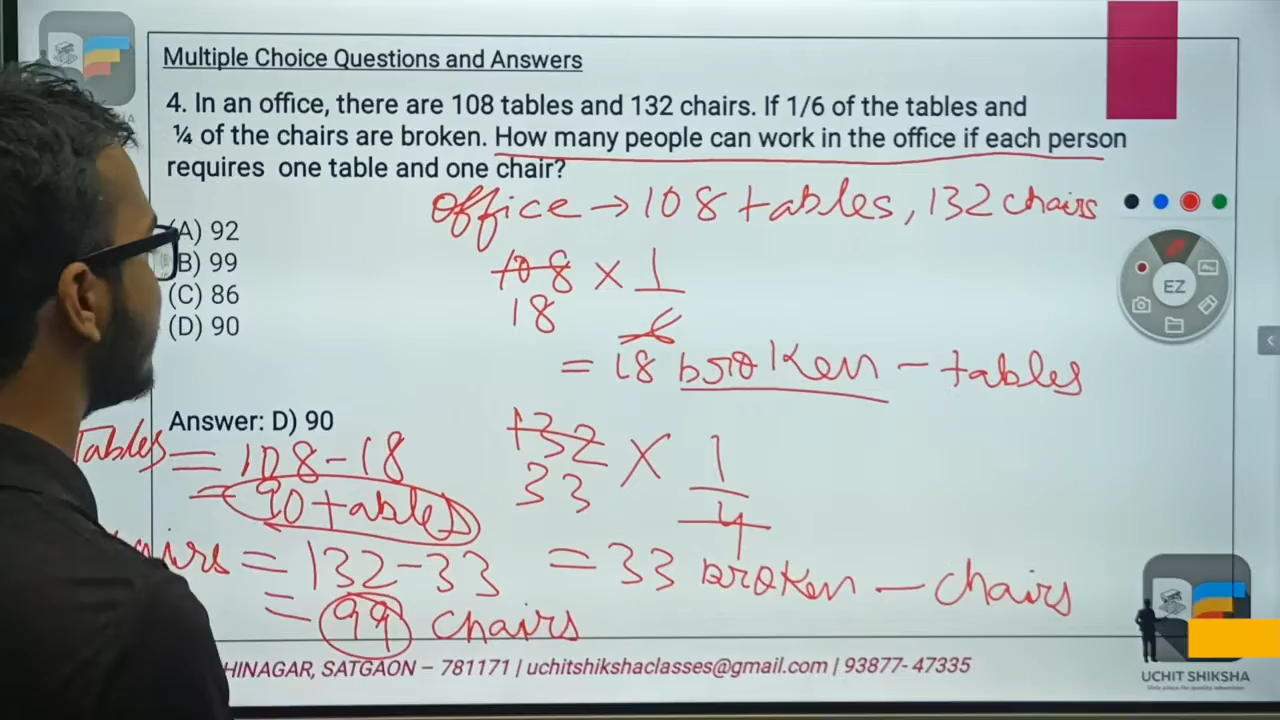 Multiple Choice Questions and Answers
4. In an office, there are 108 tables and 132 chairs. If 1/6 of the tables and
¼ of the chairs are broken. How many people can work in the office if each person
requires one table and one chair?
office → 108 tables, 132 chairs
(A) 92
(B) 99
(C) 86
(D) 90
108 × 1
18 6
= 18 broken - tables
Answer: D) 90
Tables = 108-18
= 90 tables
132 × 1
33 4
= 33 broken - chairs
= 132-33
= 99 chairs
EZ
SATGAON – 781171 | uchitshikshaclasses@gmail.com | 93877- 47335
UCHIT SHIKSHA